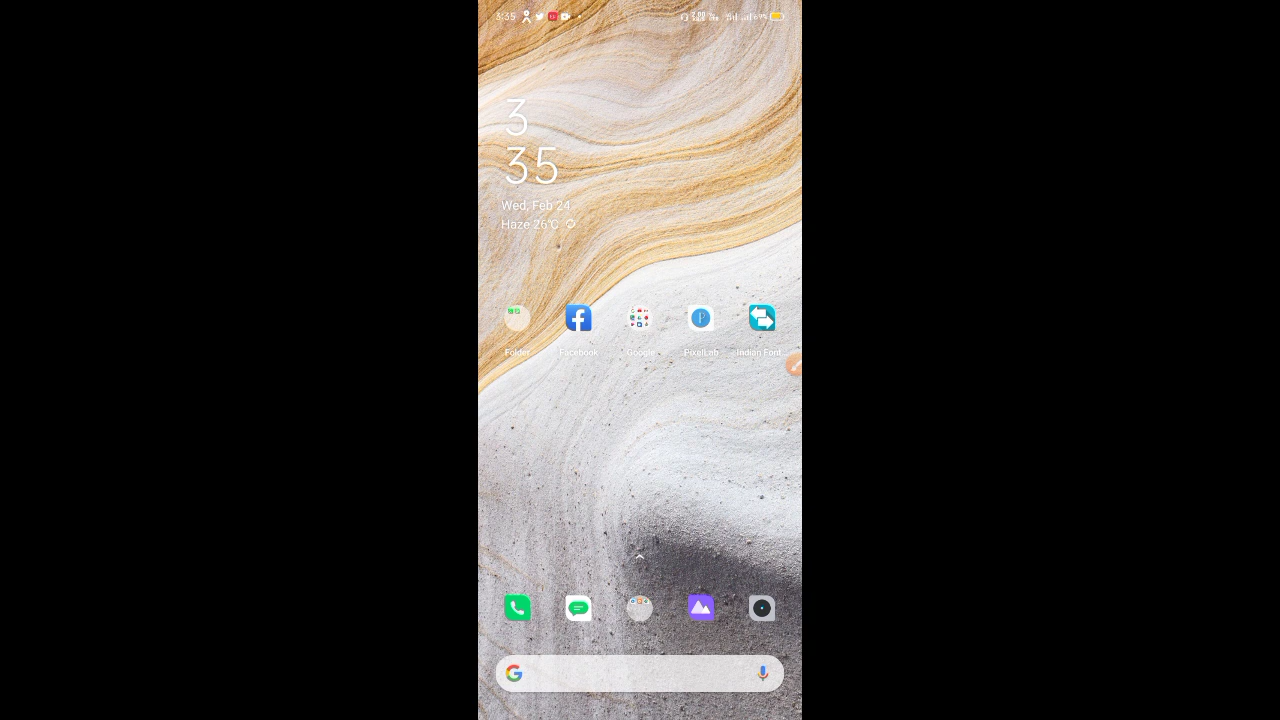 3:35
3
35
Wed, Feb 24
Haze 26°C
Folder
Facebook
Google
PixelLab
Indian Font..